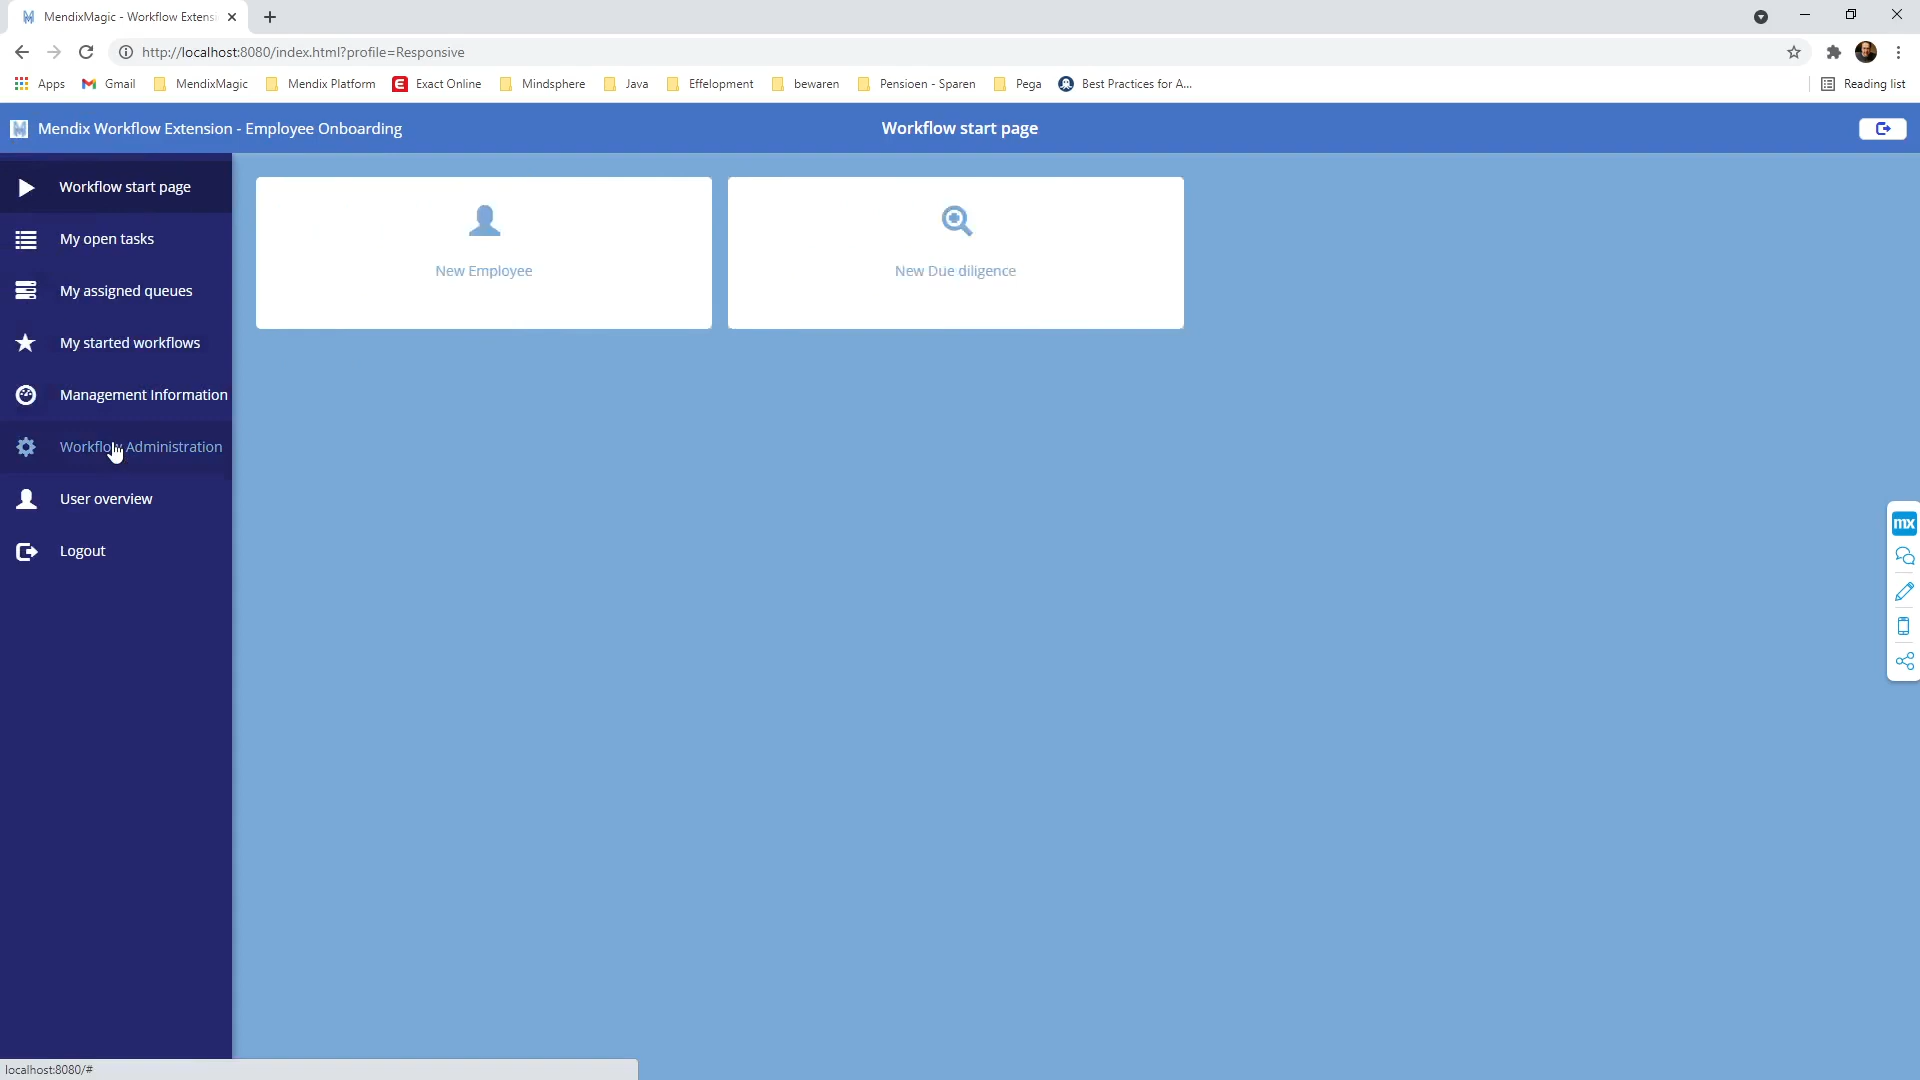 MendixMagic - Workflow Extens
http://localhost:8080/index.html?profile=Responsive
Apps Gmail MendixMagic Mendix Platform Exact Online Mindsphere Java Effelopment bewaren Pensioen - Sparen Pega Best Practices for A... Reading list
Mendix Workflow Extension - Employee Onboarding Workflow start page
Workflow start page
My open tasks
My assigned queues
My started workflows
Management Information
Workflow Administration
User overview
Logout
New Employee
New Due diligence
mx
localhost:8080/#